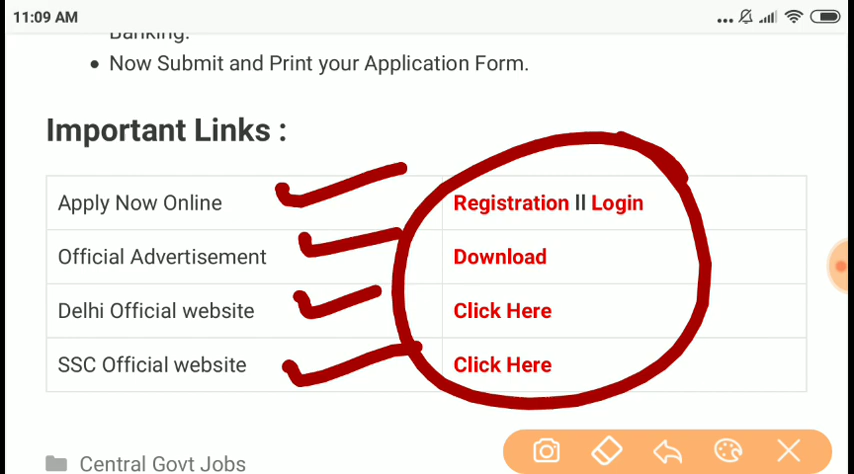 11:09 AM
Banking.
Now Submit and Print your Application Form.
Important Links :
Apply Now Online Registration II Login
Official Advertisement Download
Delhi Official website Click Here
SSC Official website Click Here
Central Govt Jobs